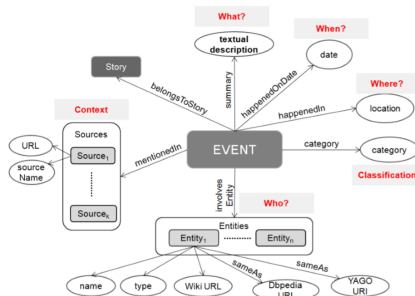 What?
textual
description
When?
date
Story
belongsToStory
summary
happenedOnDate
Where?
happenedIn
location
Context
Sources
URL
Source1
source
Name
mentionedIn
EVENT
category
category
Classification
Sourcek
involves
Entity
Who?
Entities
Entity1
Entityn
sameAs
sameAs
name
type
Wiki URL
Dbpedia
URI
YAGO
URI